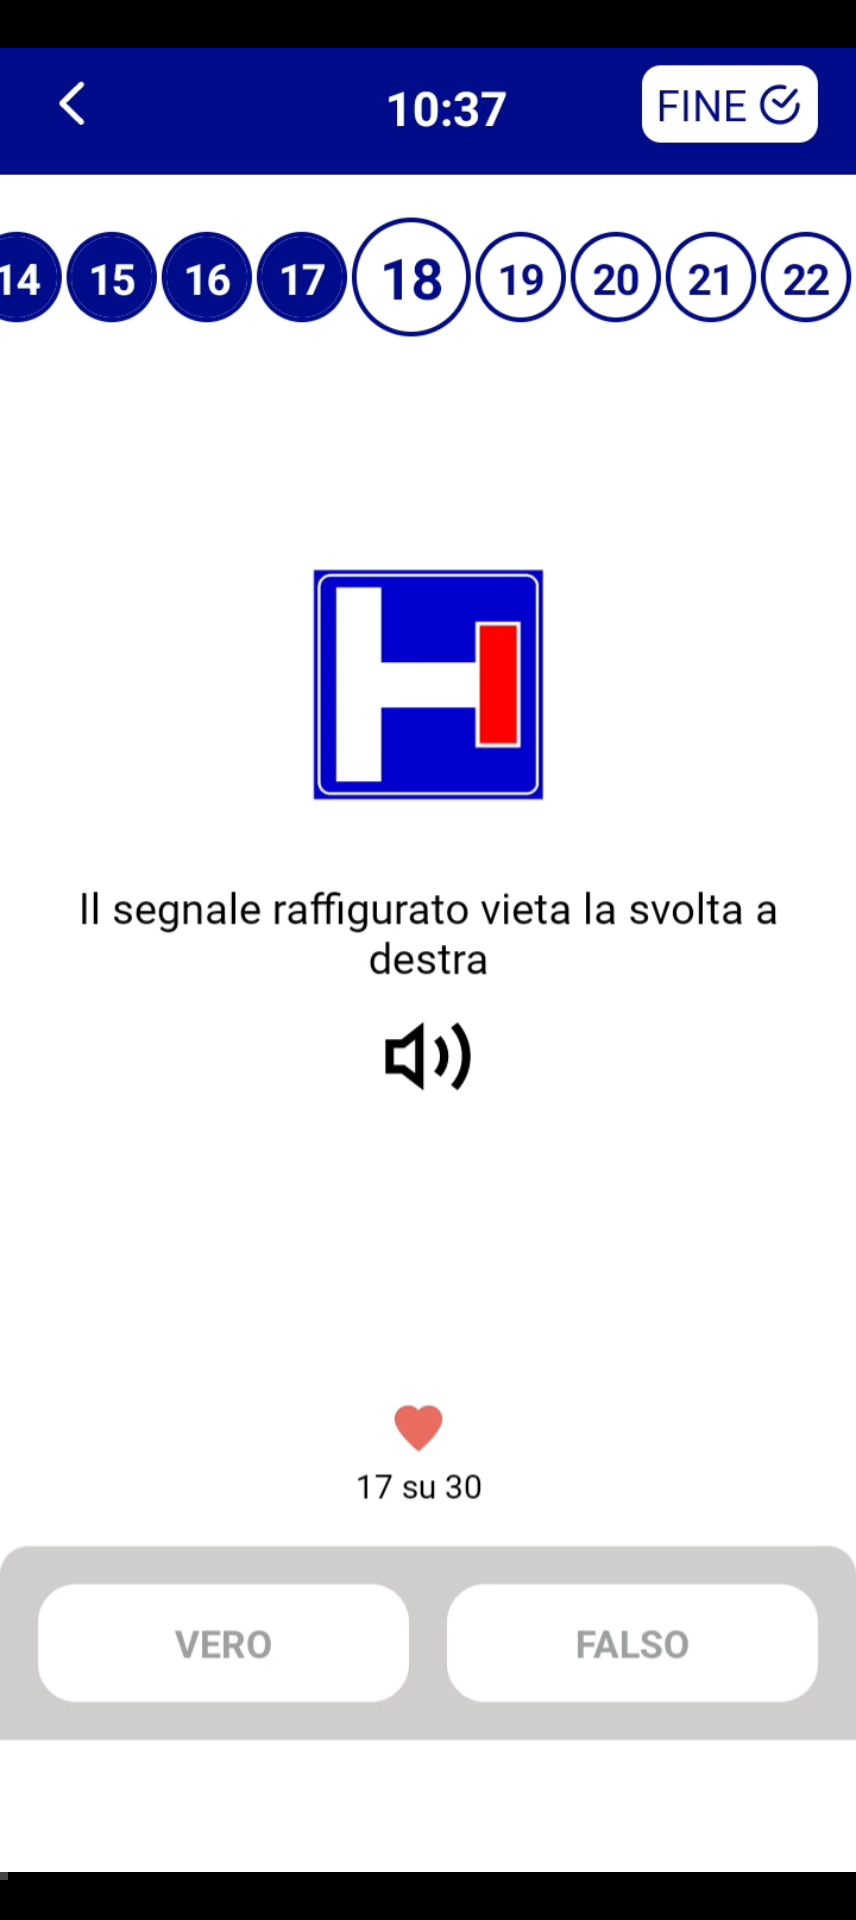 10:37
FINE
14 15 16 17 18 19 20 21 22
Il segnale raffigurato vieta la svolta a
destra
17 su 30
VERO
FALSO